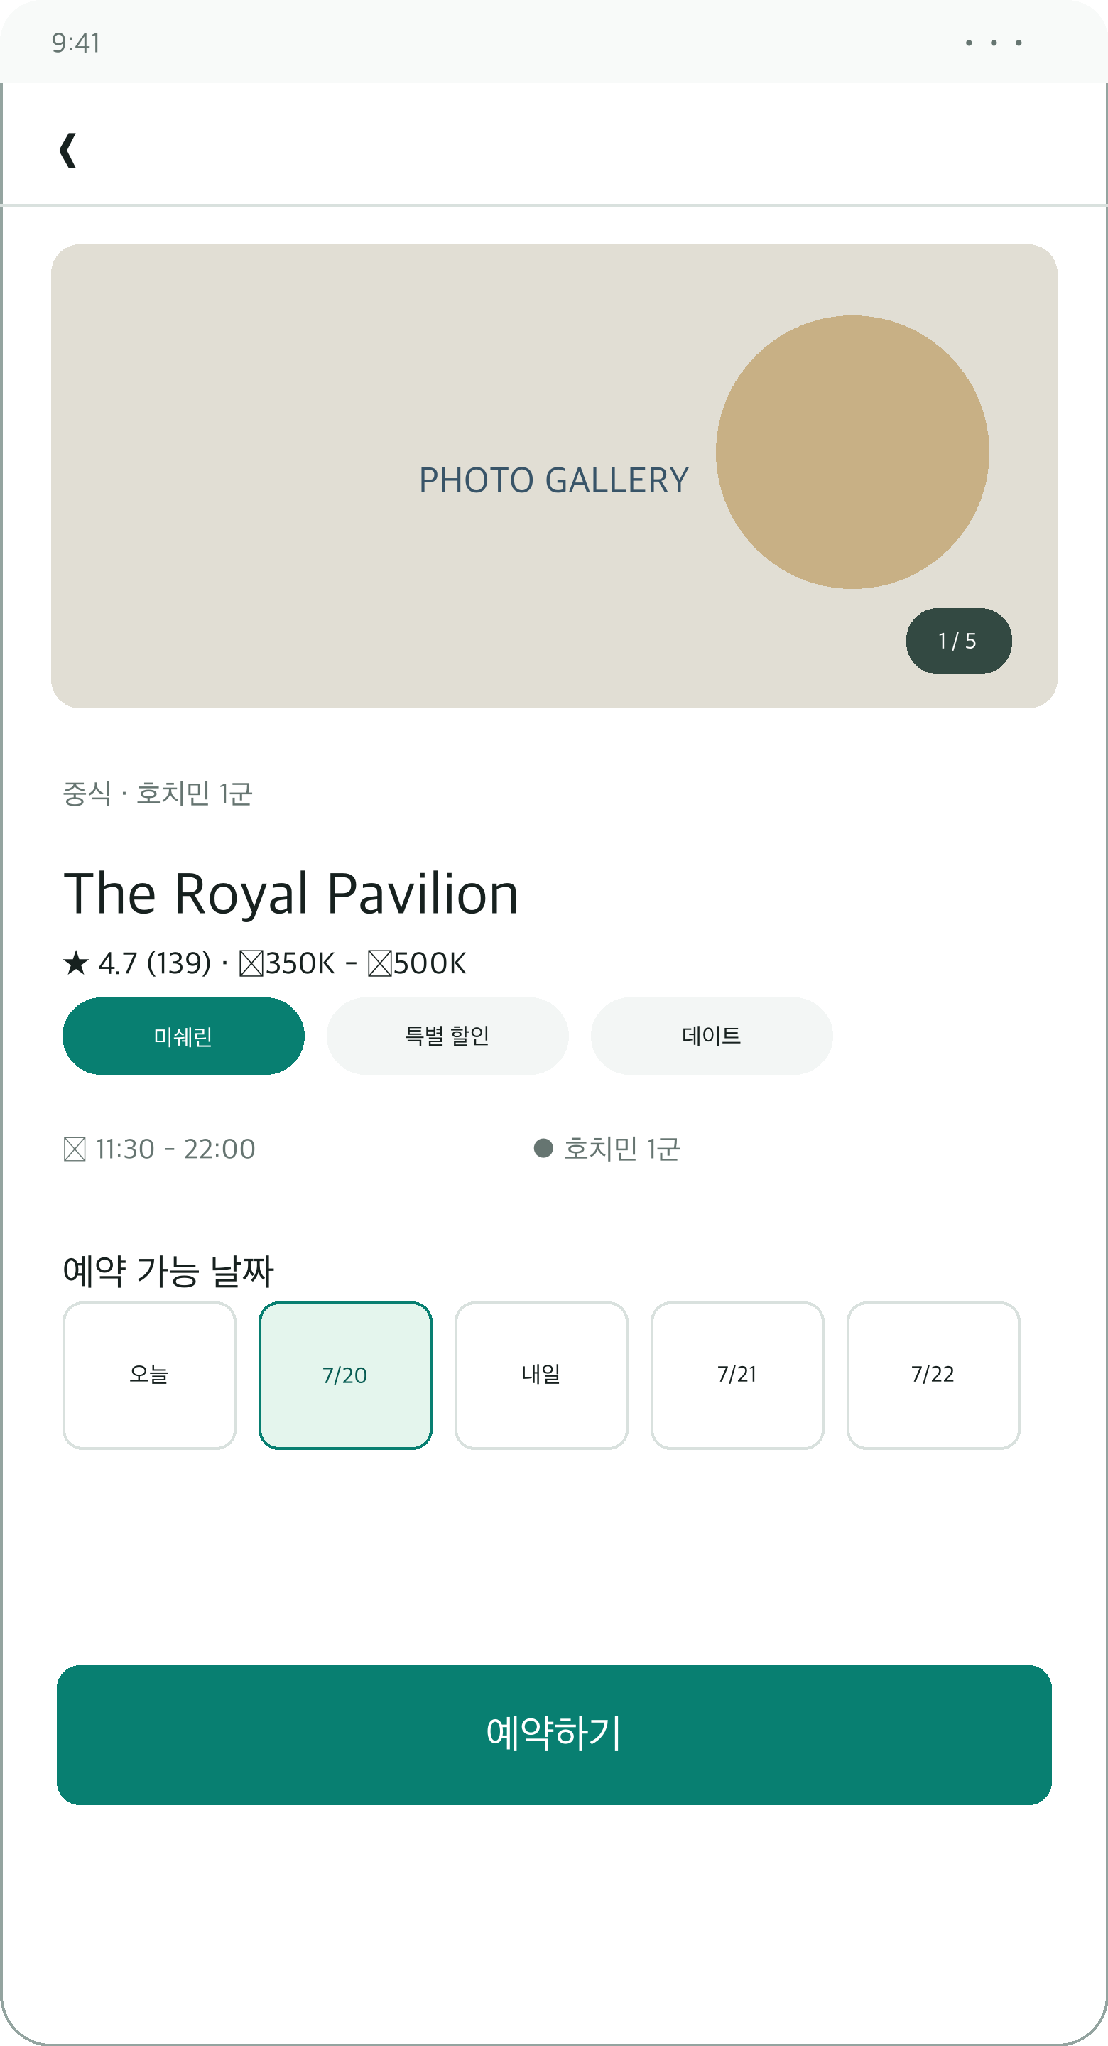 9:41
PHOTO GALLERY
1 / 5
중식 · 호치민 1군
The Royal Pavilion
★ 4.7 (139) · ☒350K - ☒500K
미쉐린 특별 할인 데이트
☒ 11:30 - 22:00 ● 호치민 1군
예약 가능 날짜
오늘 7/20 내일 7/21 7/22
예약하기